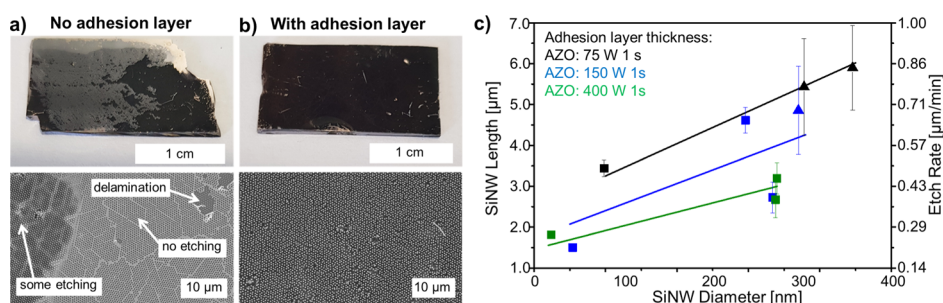 a)
No adhesion layer
1 cm
delamination
no etching
some etching
10 µm
b)
With adhesion layer
1 cm
10 µm
c)
7.0
6.0
5.0
4.0
3.0
2.0
1.0
SiNW Length [µm]
Adhesion layer thickness:
AZO: 75 W 1 s
AZO: 150 W 1s
AZO: 400 W 1s
1.00
0.86
0.71
0.57
0.43
0.29
0.14
Etch Rate [µm/min]
0 100 200 300 400
SiNW Diameter [nm]